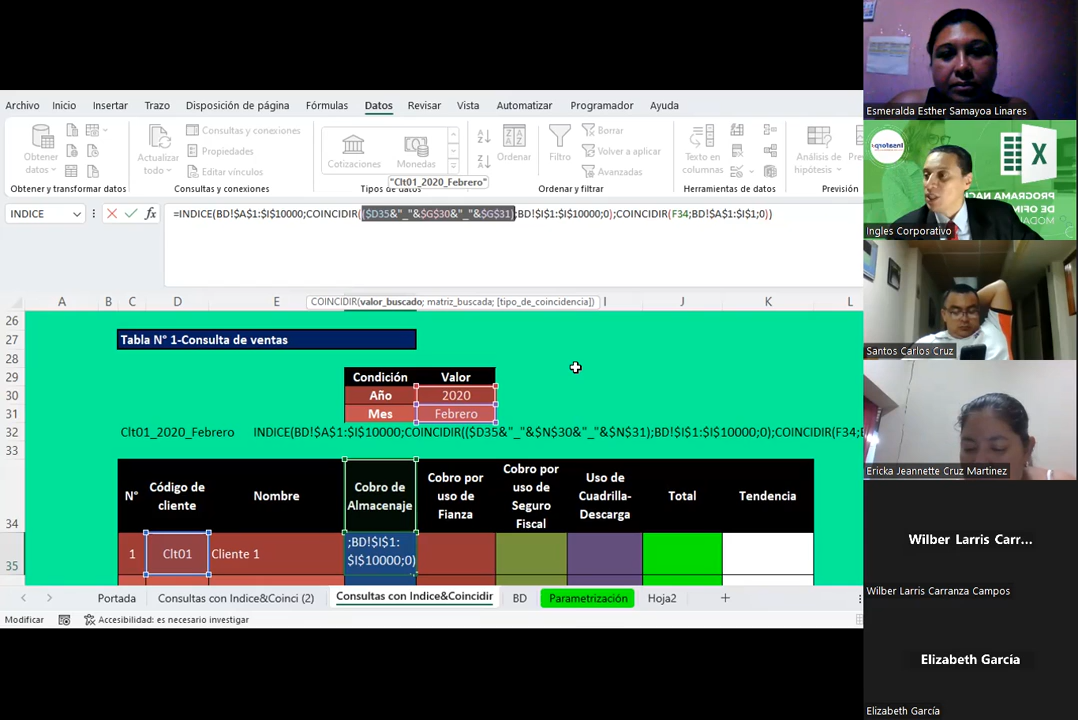 Archivo Inicio Insertar Trazo Disposición de página Fórmulas Datos Revisar Vista Automatizar Programador Ayuda
Obtener datos
Actualizar todo
Consultas y conexiones
Propiedades
Editar vínculos
Cotizaciones
Monedas
Ordenar
Filtro
Borrar
Volver a aplicar
Avanzadas
Texto en columnas
Análisis de
Obtener y transformar datos
Consultas y conexiones
Tipos de
"Clt01_2020_Febrero"
Ordenar y filtrar
Herramientas de datos
Previsión
INDICE
=INDICE(BD!$A$1:$I$10000;COINCIDIR(($D35&"_"&$G$30&"_"&$G$31);BD!$I$1:$I$10000;0);COINCIDIR(F34;BD!$A$1:$I$1;0))
COINCIDIR(valor_buscado; matriz_buscada; [tipo_de_coincidencia])
A B C D E I J K L
26
27 Tabla N° 1-Consulta de ventas
28
29 Condición Valor
30 Año 2020
31 Mes Febrero
32 Clt01_2020_Febrero INDICE(BD!$A$1:$I$10000;COINCIDIR(($D35&"_"&$N$30&"_"&$N$31);BD!$I$1:$I$10000;0);COINCIDIR(F34;B
33
34 N° Código de cliente Nombre Cobro de Almacenaje Cobro por uso de Fianza Cobro por uso de Seguro Fiscal Uso de Cuadrilla-Descarga Total Tendencia
35 1 Clt01 Cliente 1 ;BD!$I$1:$I$10000;0)
Portada Consultas con Indice&Coinci (2) Consultas con Indice&Coincidir BD Parametrización Hoja2
Modificar Accesibilidad: es necesario investigar
Esmeralda Esther Samayoa Linares
PROGRAMA NAC
DE OFIM
MODAL
Ingles Corporativo
Santos Carlos Cruz
Ericka Jeannette Cruz Martinez
Wilber Larris Carr...
Wilber Larris Carranza Campos
Elizabeth García
Elizabeth García